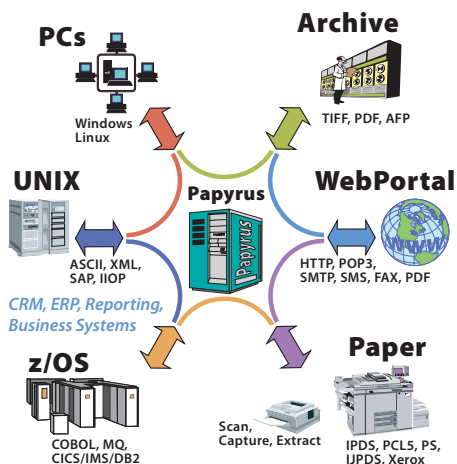 PCs
Archive
Windows
Linux
TIFF, PDF, AFP
UNIX
Papyrus
WebPortal
Papyrus
WWW
ASCII, XML,
SAP, IIOP
HTTP, POP3,
SMTP, SMS, FAX, PDF
CRM, ERP, Reporting,
Business Systems
z/OS
Paper
Scan,
Capture, Extract
COBOL, MQ,
CICS/IMS/DB2
IPDS, PCL5, PS,
IJPDS, Xerox